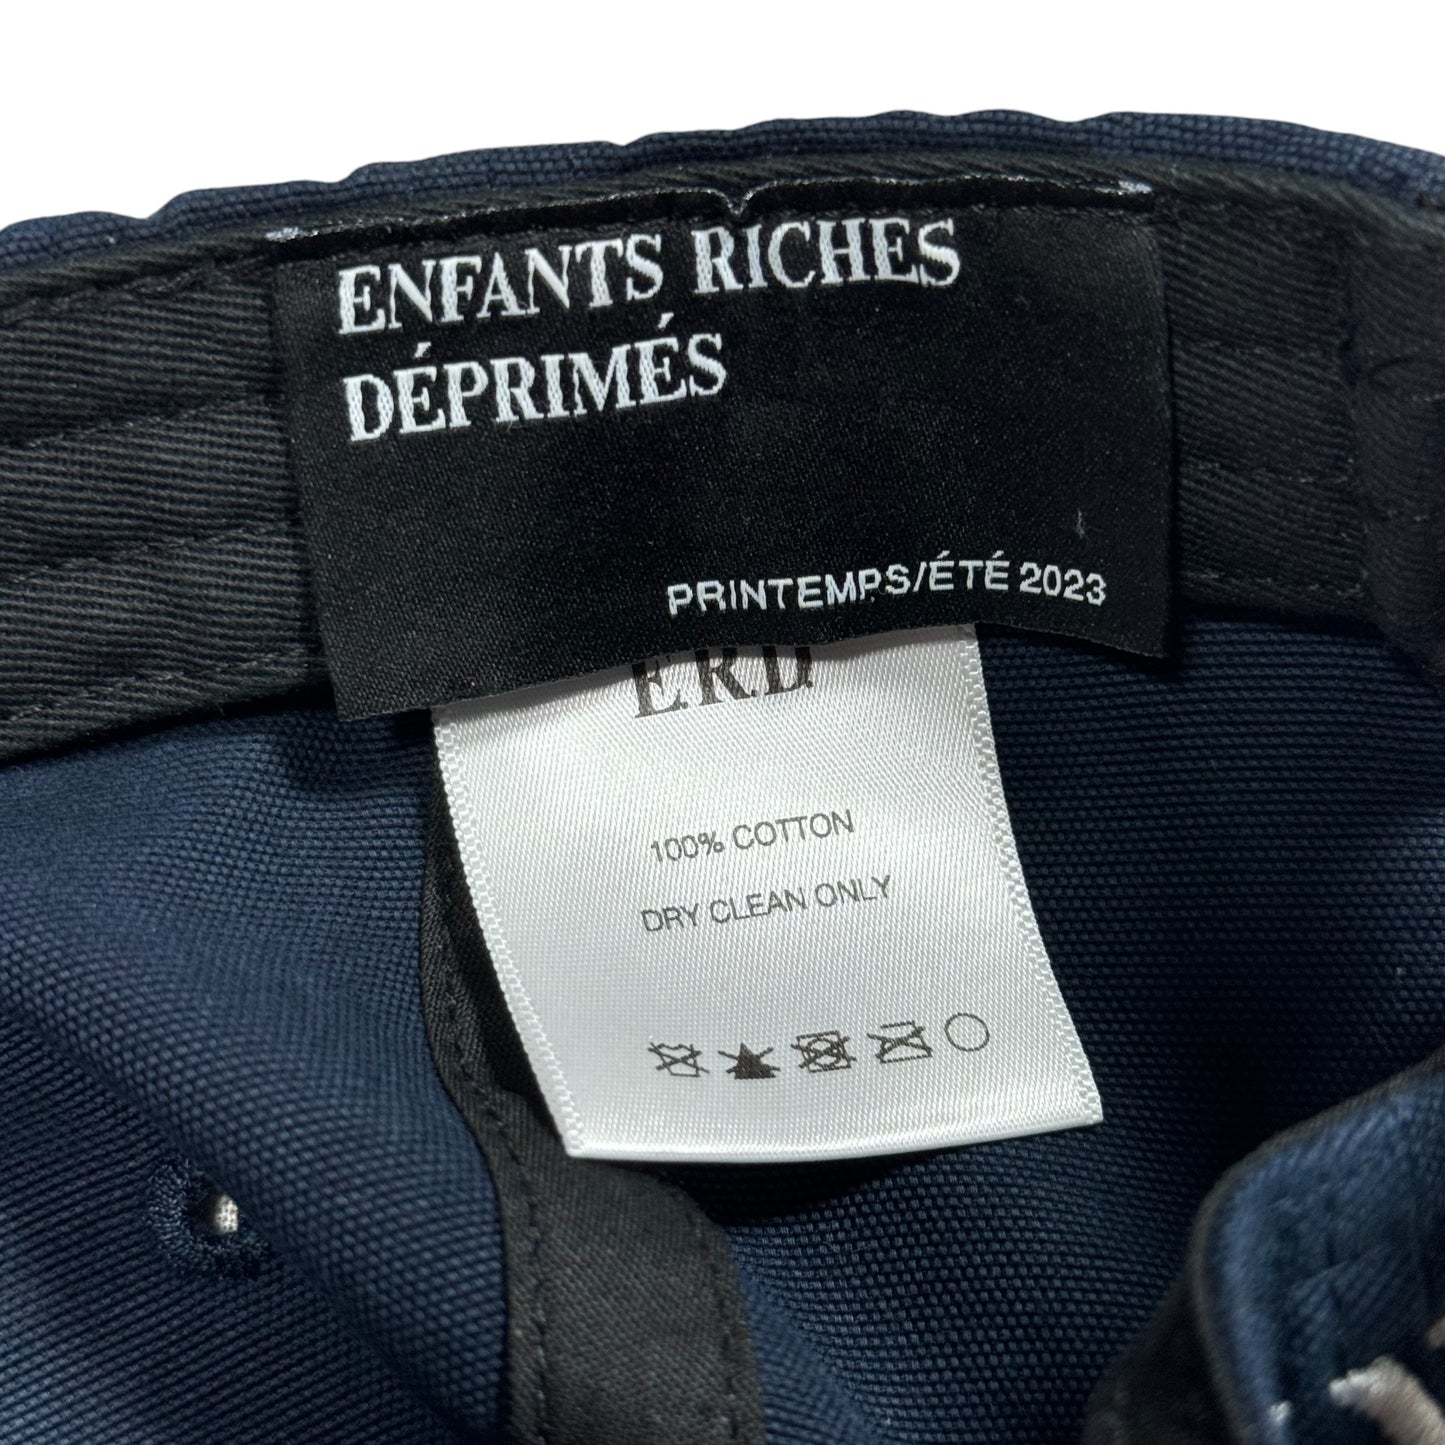 ENFANTS RICHES
DÉPRIMÉS
PRINTEMPS/ÉTÉ 2023
E.R.D.
100% COTTON
DRY CLEAN ONLY